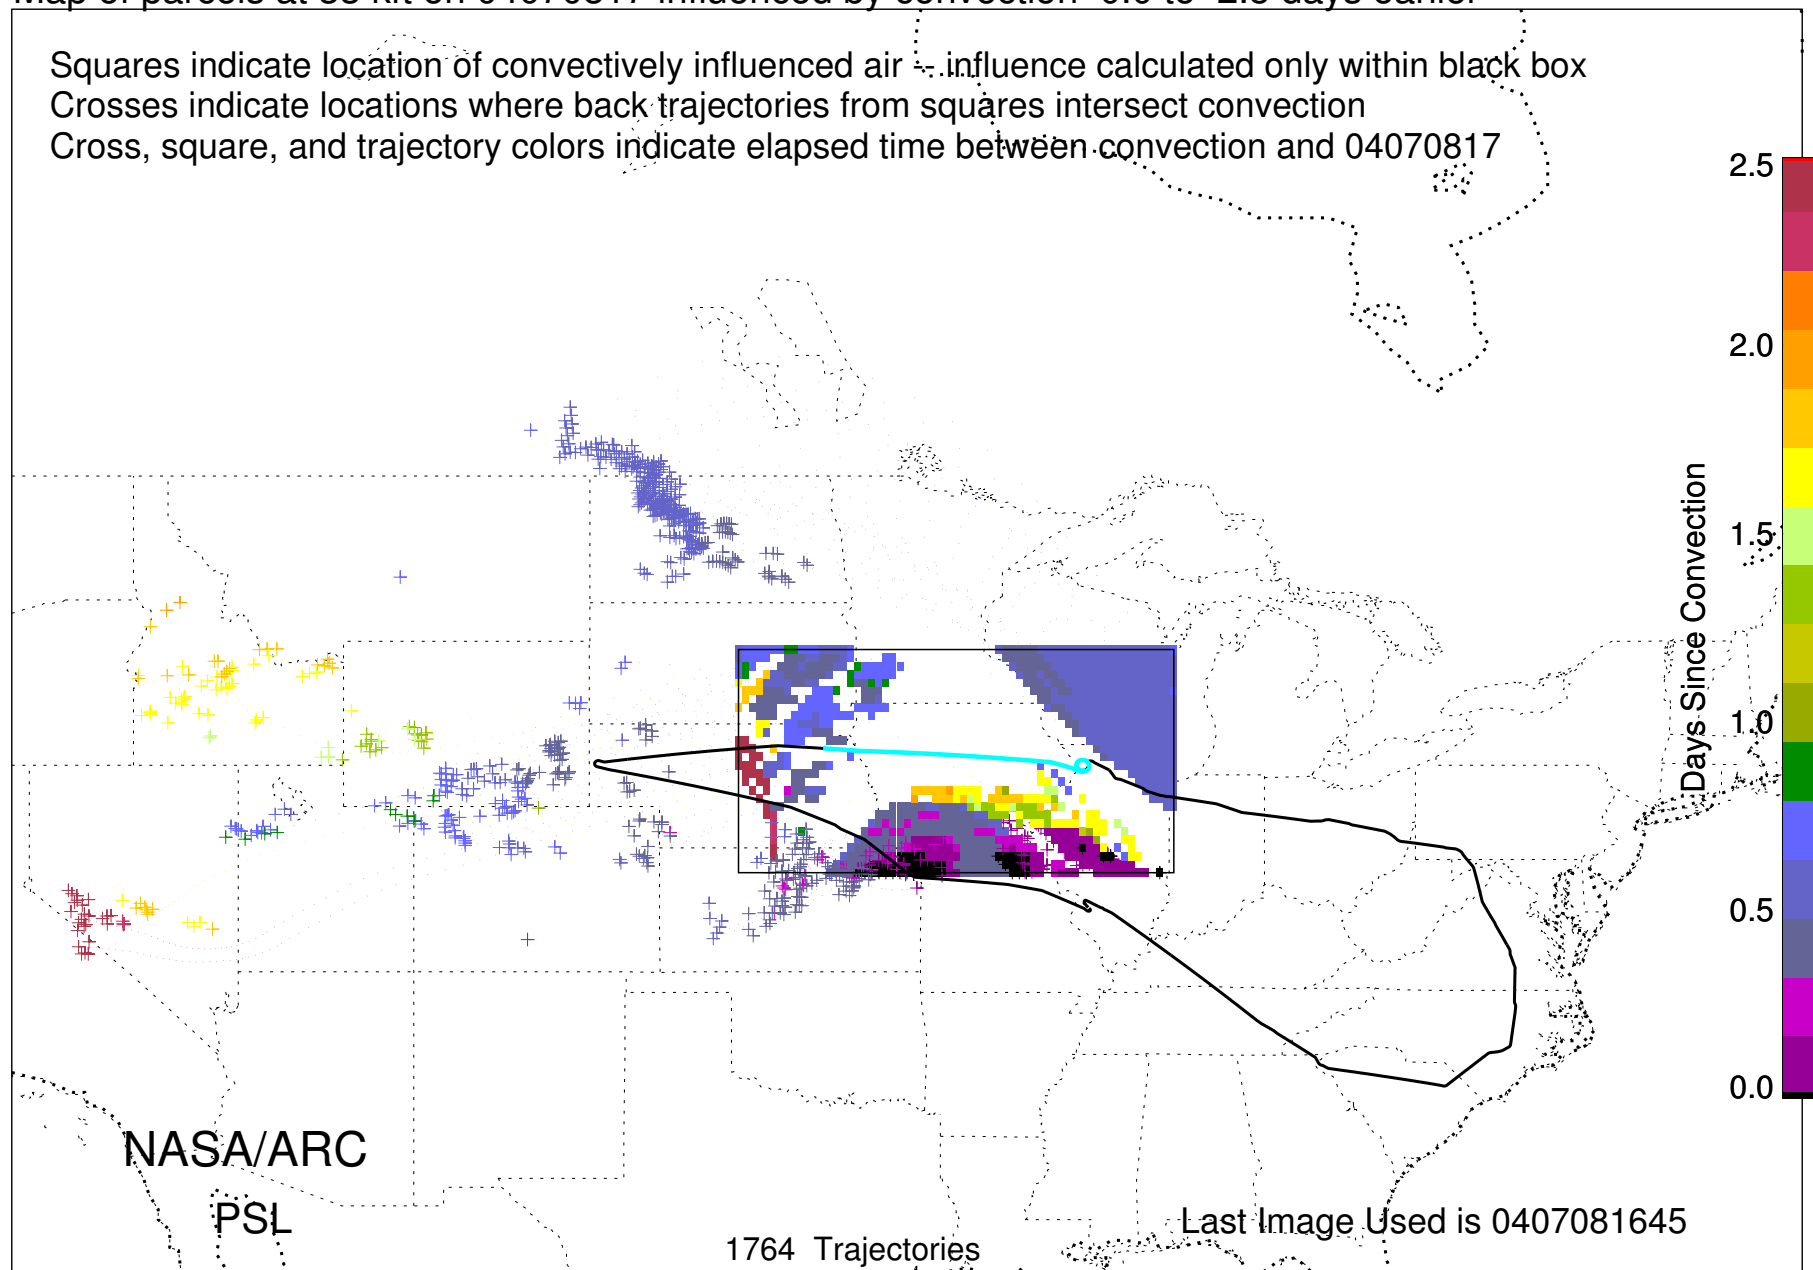 Squares indicate location of convectively influenced air -- influence calculated only within black box
Crosses indicate locations where back trajectories from squares intersect convection
Cross, square, and trajectory colors indicate elapsed time between convection and 04070817
2.5
2.0
1.5
1.0
0.5
0.0
Days Since Convection
NASA/ARC
PSL
Last Image Used is 0407081645
1764 Trajectories